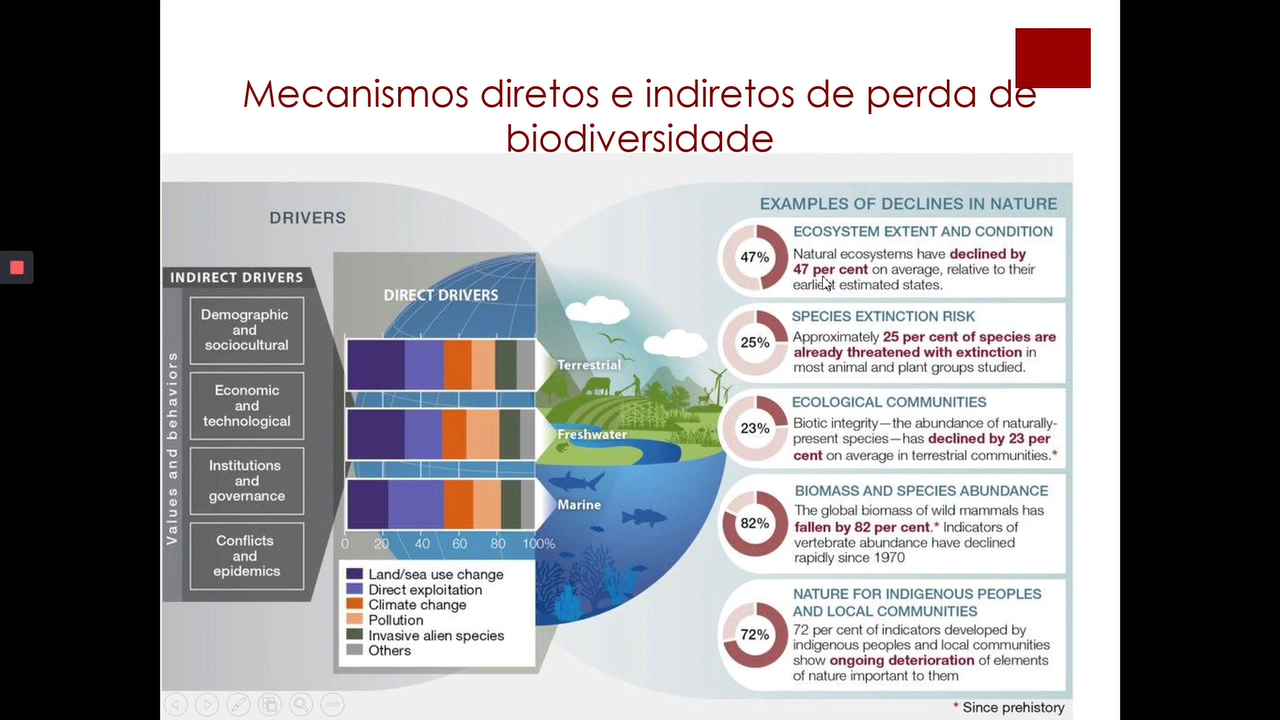 Mecanismos diretos e indiretos de perda de
biodiversidade
DRIVERS
INDIRECT DRIVERS
Values and behaviors
Demographic
and
sociocultural
Economic
and
technological
Institutions
and
governance
Conflicts
and
epidemics
DIRECT DRIVERS
Terrestrial
Freshwater
Marine
0 20 40 60 80 100%
Land/sea use change
Direct exploitation
Climate change
Pollution
Invasive alien species
Others
EXAMPLES OF DECLINES IN NATURE
47%
ECOSYSTEM EXTENT AND CONDITION
Natural ecosystems have declined by
47 per cent on average, relative to their
earliest estimated states.
25%
SPECIES EXTINCTION RISK
Approximately 25 per cent of species are
already threatened with extinction in
most animal and plant groups studied.
23%
ECOLOGICAL COMMUNITIES
Biotic integrity—the abundance of naturally-
present species—has declined by 23 per
cent on average in terrestrial communities.*
82%
BIOMASS AND SPECIES ABUNDANCE
The global biomass of wild mammals has
fallen by 82 per cent.* Indicators of
vertebrate abundance have declined
rapidly since 1970
72%
NATURE FOR INDIGENOUS PEOPLES
AND LOCAL COMMUNITIES
72 per cent of indicators developed by
indigenous peoples and local communities
show ongoing deterioration of elements
of nature important to them
* Since prehistory